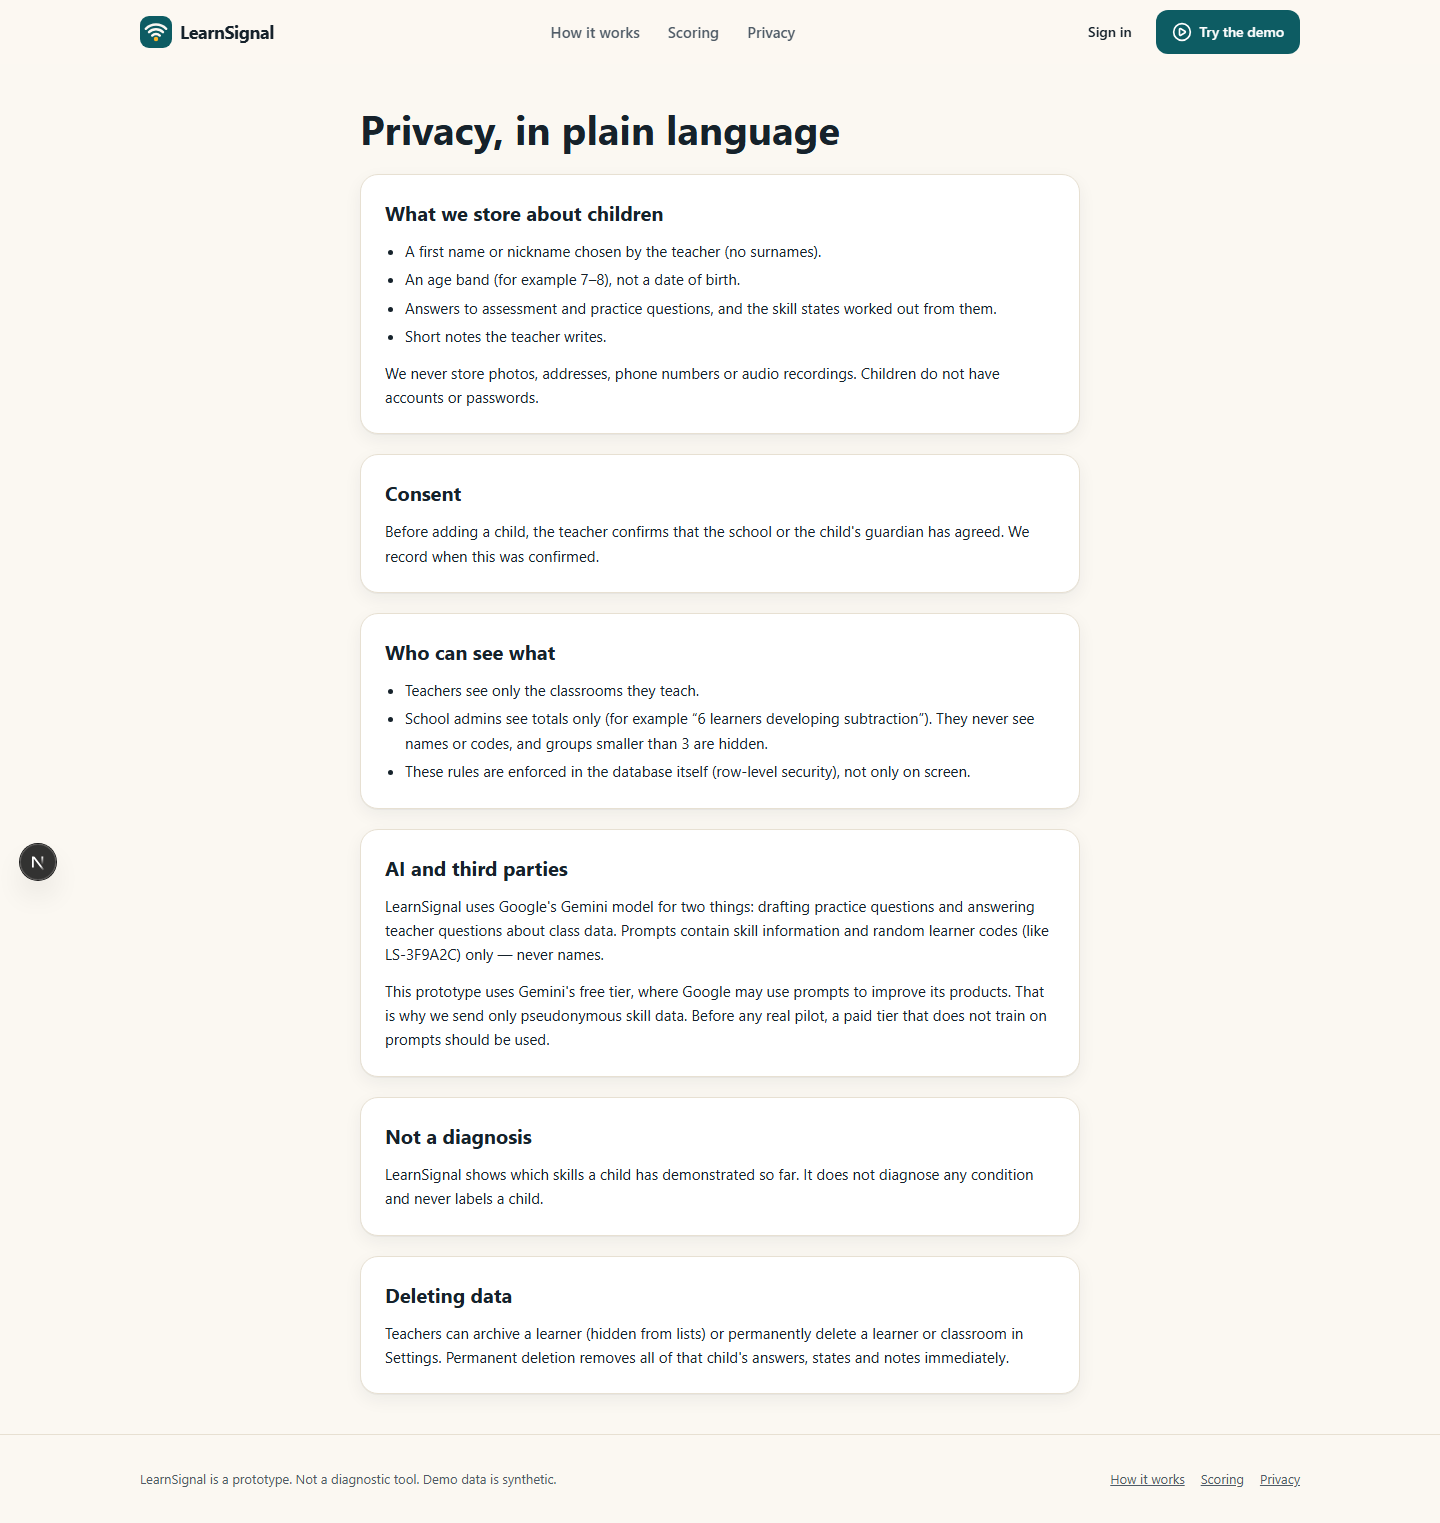 LearnSignal
How it works
Scoring
Privacy
Sign in
Try the demo
Privacy, in plain language
What we store about children
• A first name or nickname chosen by the teacher (no surnames).
• An age band (for example 7–8), not a date of birth.
• Answers to assessment and practice questions, and the skill states worked out from them.
• Short notes the teacher writes.
We never store photos, addresses, phone numbers or audio recordings. Children do not have
accounts or passwords.
Consent
Before adding a child, the teacher confirms that the school or the child's guardian has agreed. We
record when this was confirmed.
Who can see what
• Teachers see only the classrooms they teach.
• School admins see totals only (for example “6 learners developing subtraction”). They never see
names or codes, and groups smaller than 3 are hidden.
• These rules are enforced in the database itself (row-level security), not only on screen.
N
AI and third parties
LearnSignal uses Google's Gemini model for two things: drafting practice questions and answering
teacher questions about class data. Prompts contain skill information and random learner codes (like
LS-3F9A2C) only — never names.
This prototype uses Gemini's free tier, where Google may use prompts to improve its products. That
is why we send only pseudonymous skill data. Before any real pilot, a paid tier that does not train on
prompts should be used.
Not a diagnosis
LearnSignal shows which skills a child has demonstrated so far. It does not diagnose any condition
and never labels a child.
Deleting data
Teachers can archive a learner (hidden from lists) or permanently delete a learner or classroom in
Settings. Permanent deletion removes all of that child's answers, states and notes immediately.
LearnSignal is a prototype. Not a diagnostic tool. Demo data is synthetic.
How it works
Scoring
Privacy